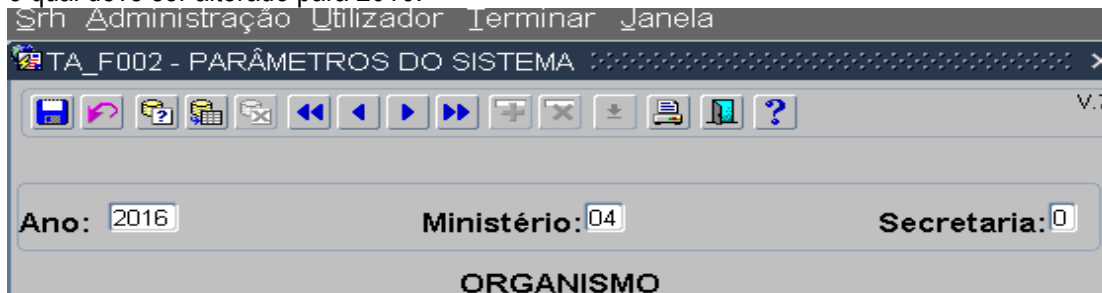 Srh Administração Utilizador Terminar Janela
TA_F002 - PARÂMETROS DO SISTEMA
Ano: 2016 Ministério: 04 Secretaria: 0
ORGANISMO